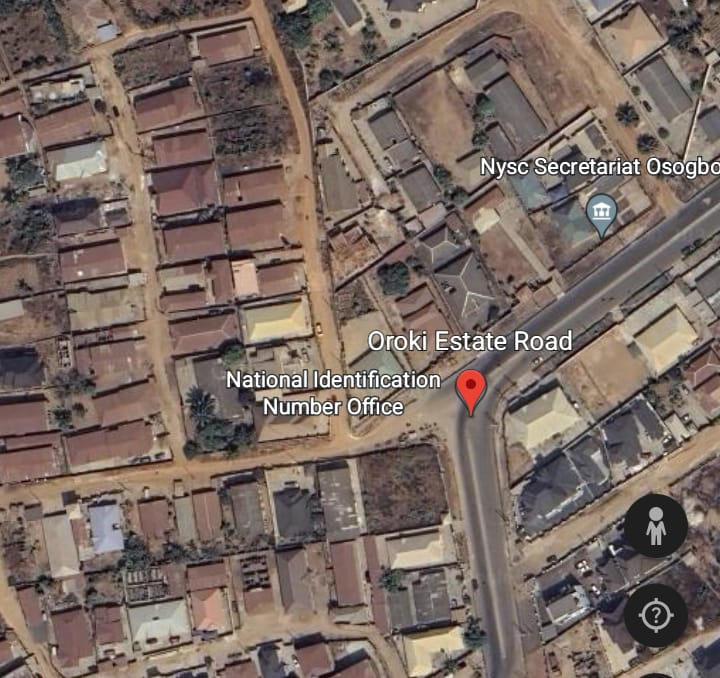 Nysc Secretariat Osogbo
Oroki Estate Road
National Identification
Number Office
?